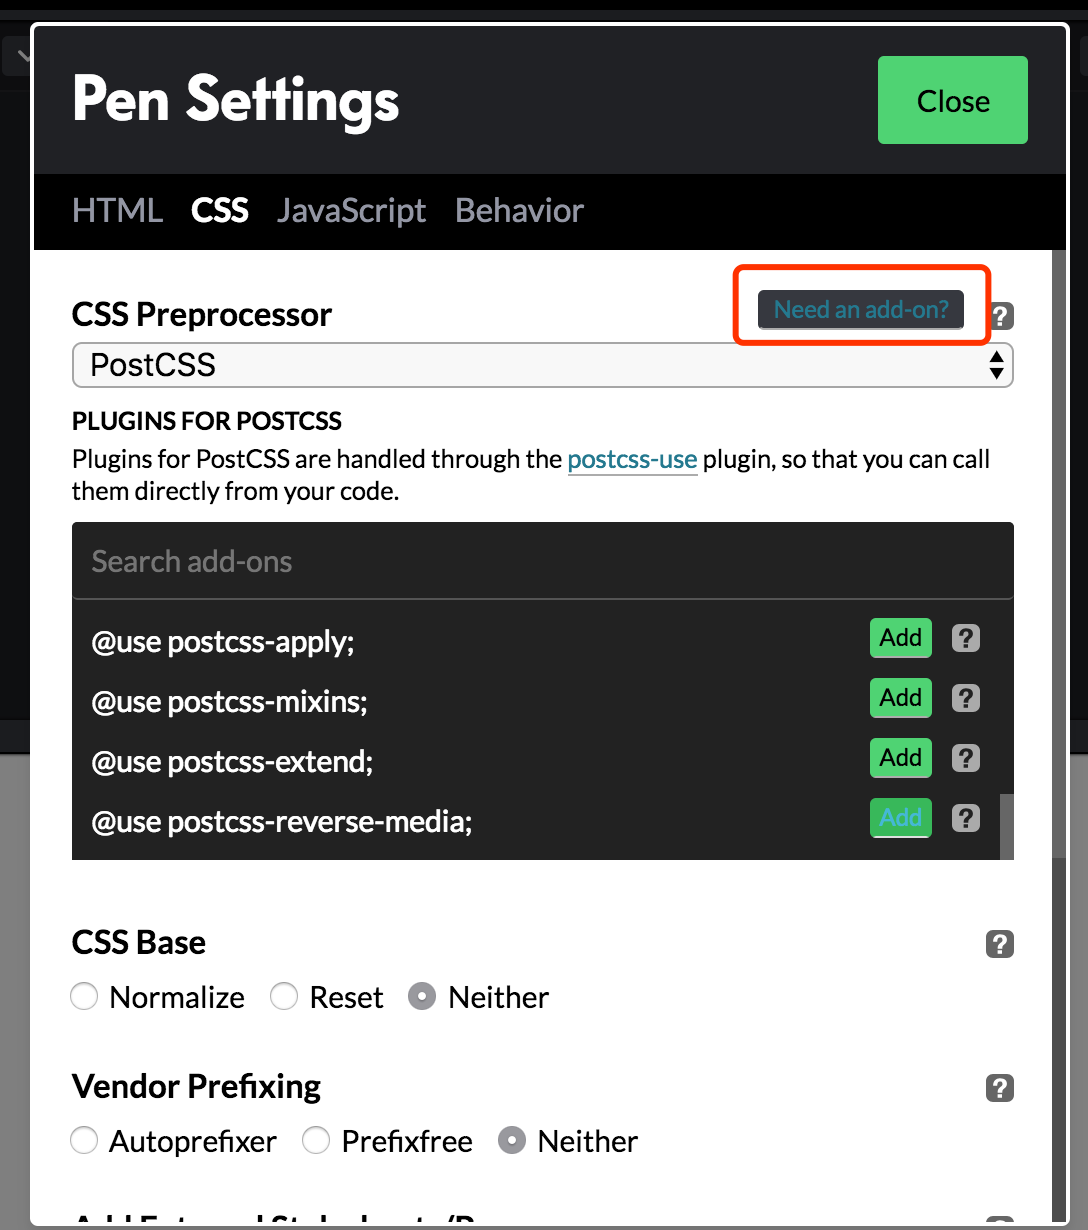 Pen Settings
Close
HTML CSS JavaScript Behavior
CSS Preprocessor
Need an add-on?
?
PostCSS
PLUGINS FOR POSTCSS
Plugins for PostCSS are handled through the postcss-use plugin, so that you can call
them directly from your code.
Search add-ons
@use postcss-apply; Add ?
@use postcss-mixins; Add ?
@use postcss-extend; Add ?
@use postcss-reverse-media; Add ?
CSS Base ?
Normalize Reset Neither
Vendor Prefixing ?
Autoprefixer Prefixfree Neither